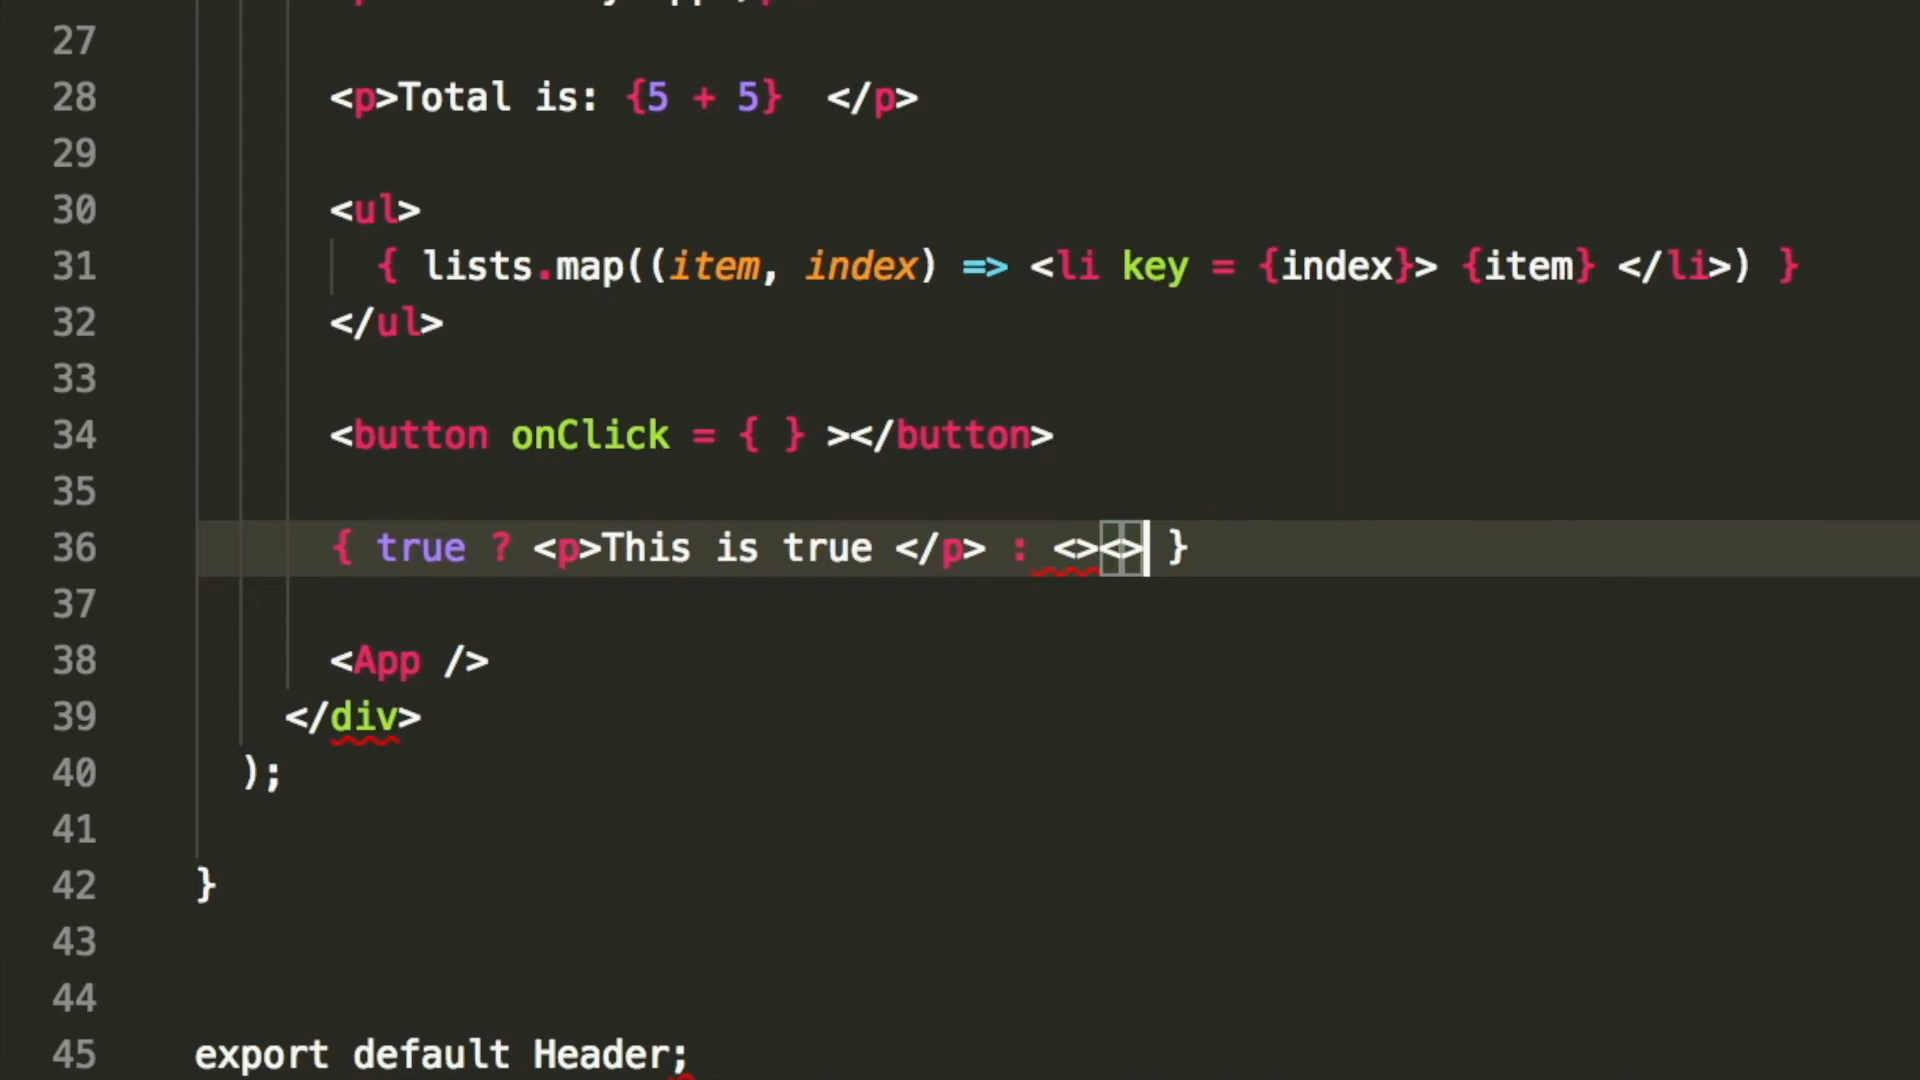 27
28 <p>Total is: {5 + 5}  </p>
29
30 <ul>
31 { lists.map((item, index) => <li key = {index}> {item} </li>) }
32 </ul>
33
34 <button onClick = { } ></button>
35
36 { true ? <p>This is true </p> : <><> }
37
38 <App />
39 </div>
40 );
41
42 }
43
44
45 export default Header;